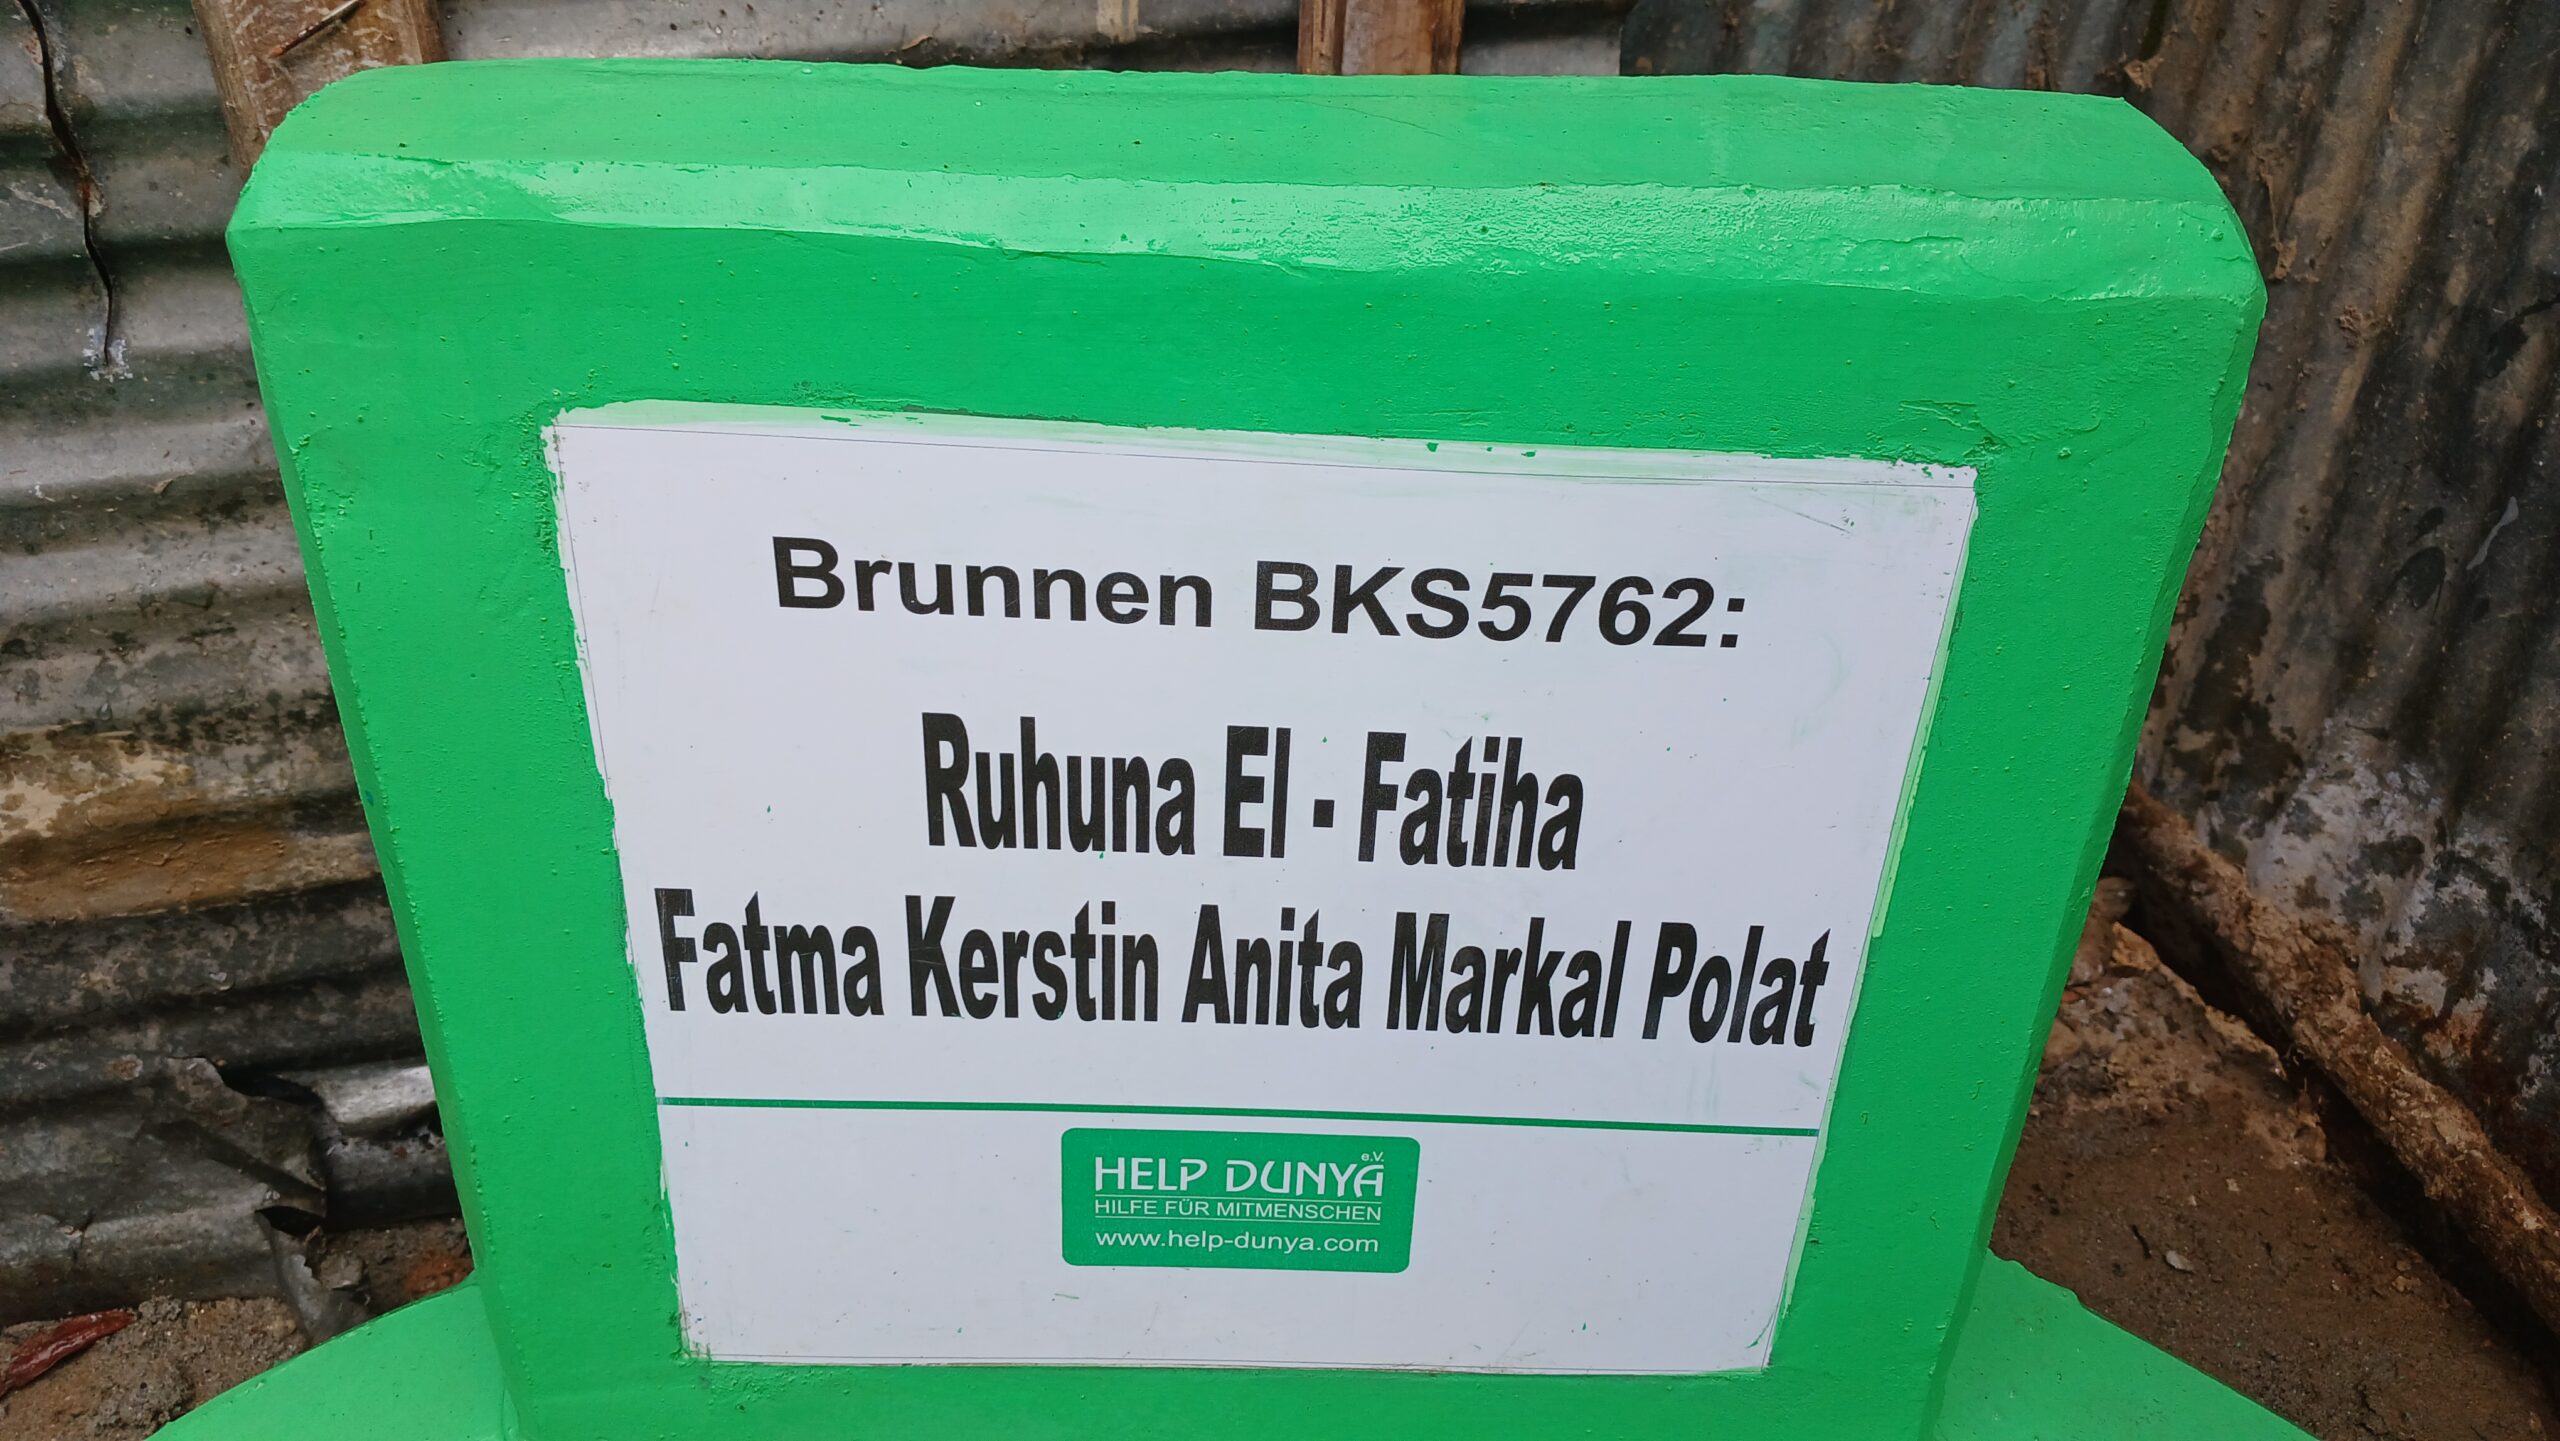 Brunnen BKS5762:
Ruhuna El - Fatiha
Fatma Kerstin Anita Markal Polat
HELP DUNYA e.V.
HILFE FÜR MITMENSCHEN
www.help-dunya.com